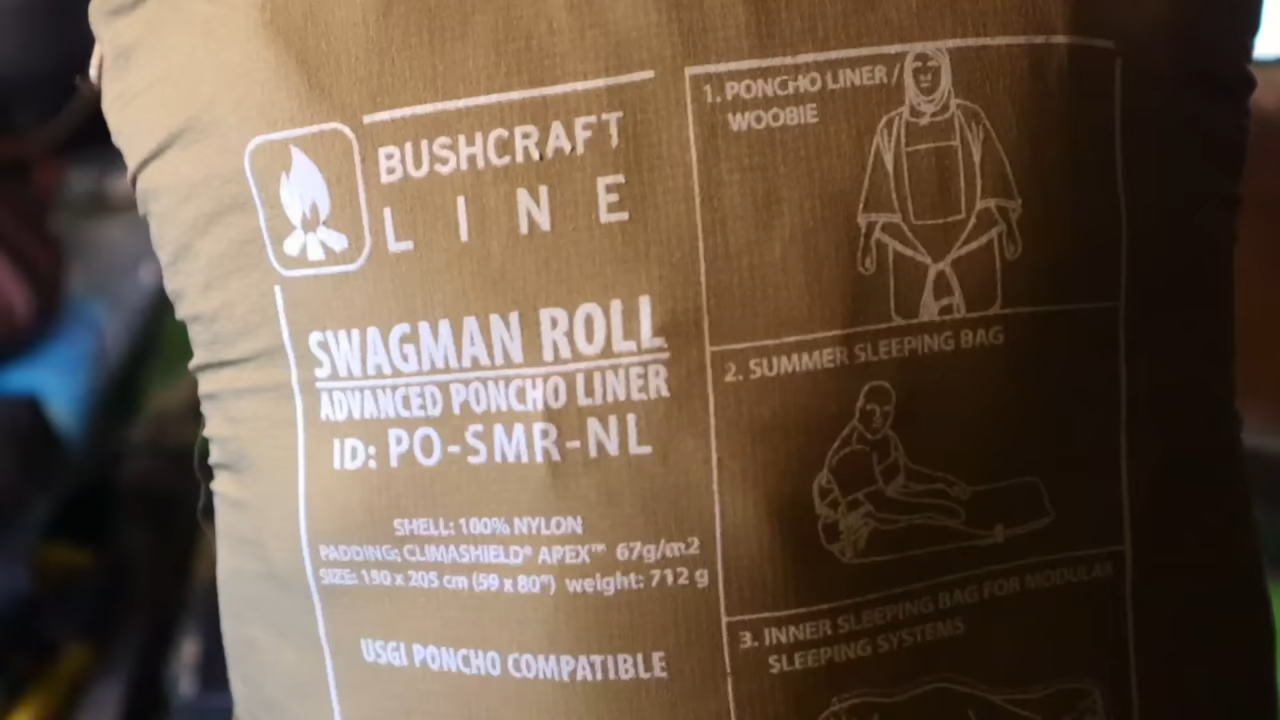 BUSHCRAFT
LINE
SWAGMAN ROLL
ADVANCED PONCHO LINER
ID: PO-SMR-NL
SHELL: 100% NYLON
PADDING: CLIMASHIELD® APEX™ 67g/m2
SIZE: 150 x 205 cm (59 x 80") weight: 712 g
USGI PONCHO COMPATIBLE
1. PONCHO LINER /
WOOBIE
2. SUMMER SLEEPING BAG
3. INNER SLEEPING BAG FOR MODULAR
SLEEPING SYSTEMS